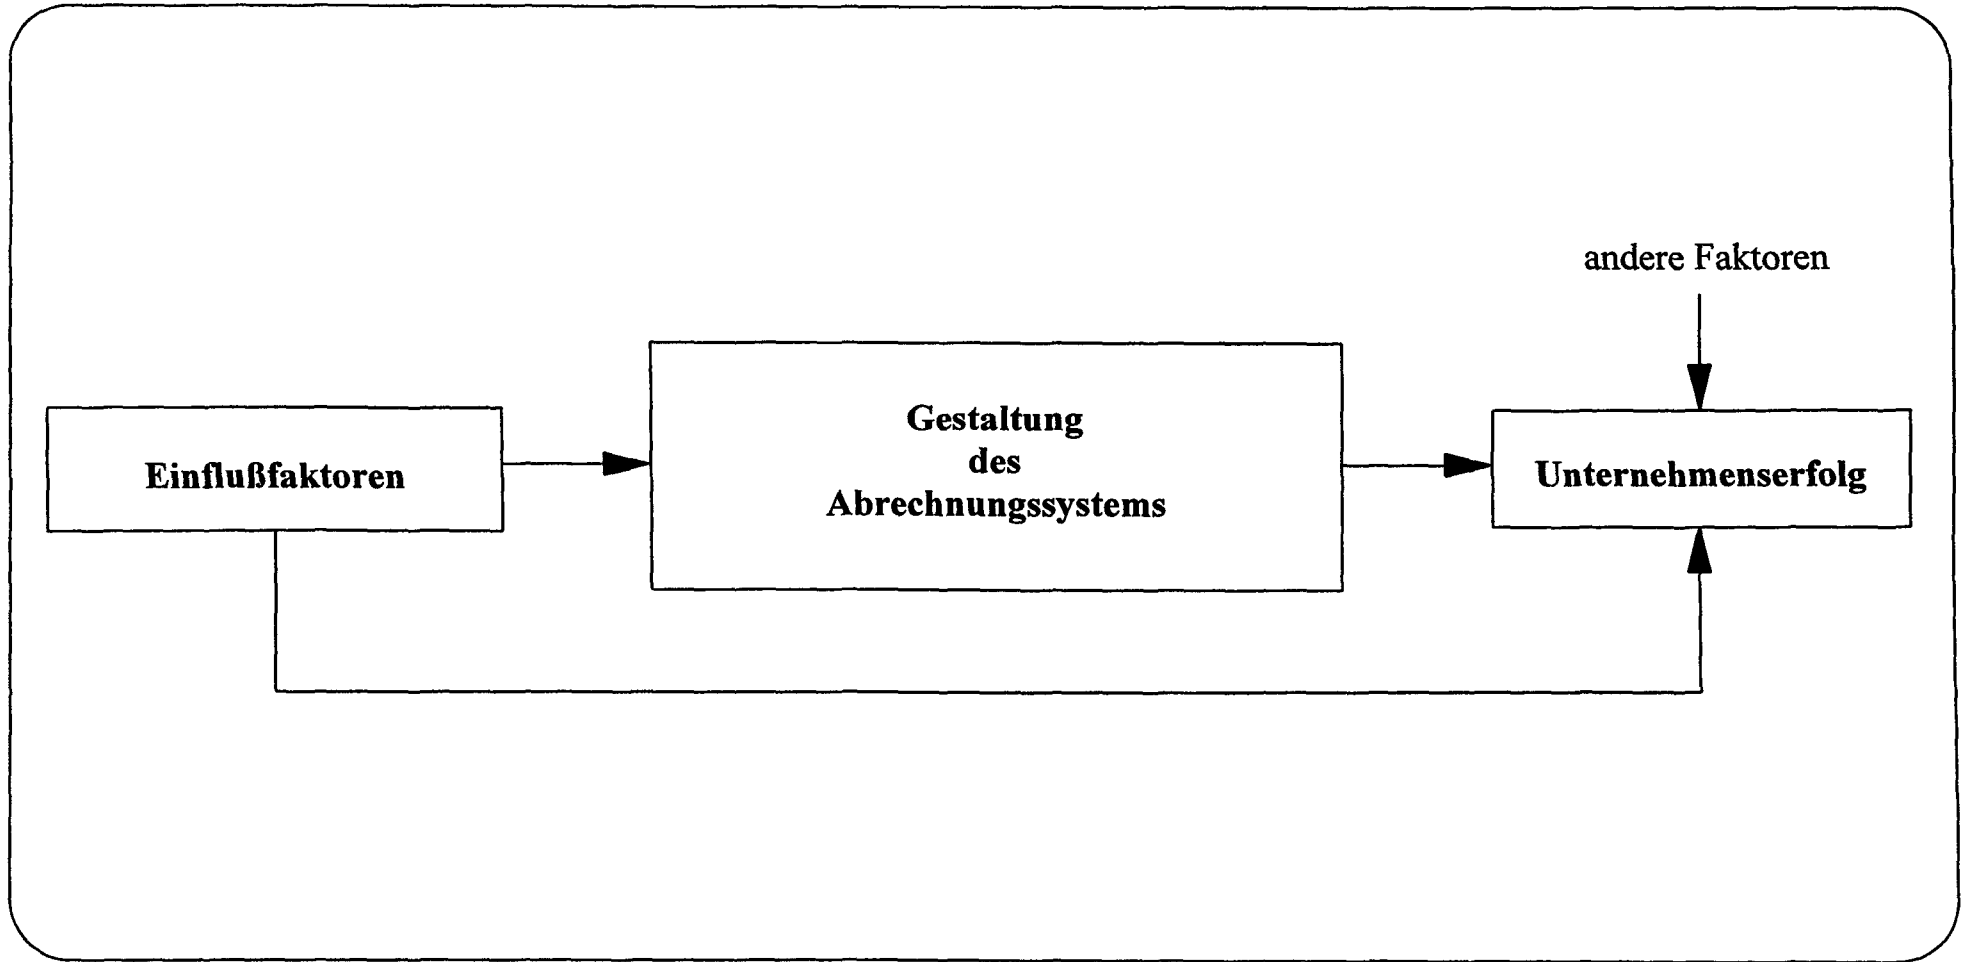 andere Faktoren
Einflußfaktoren
Gestaltung
des
Abrechnungssystems
Unternehmenserfolg